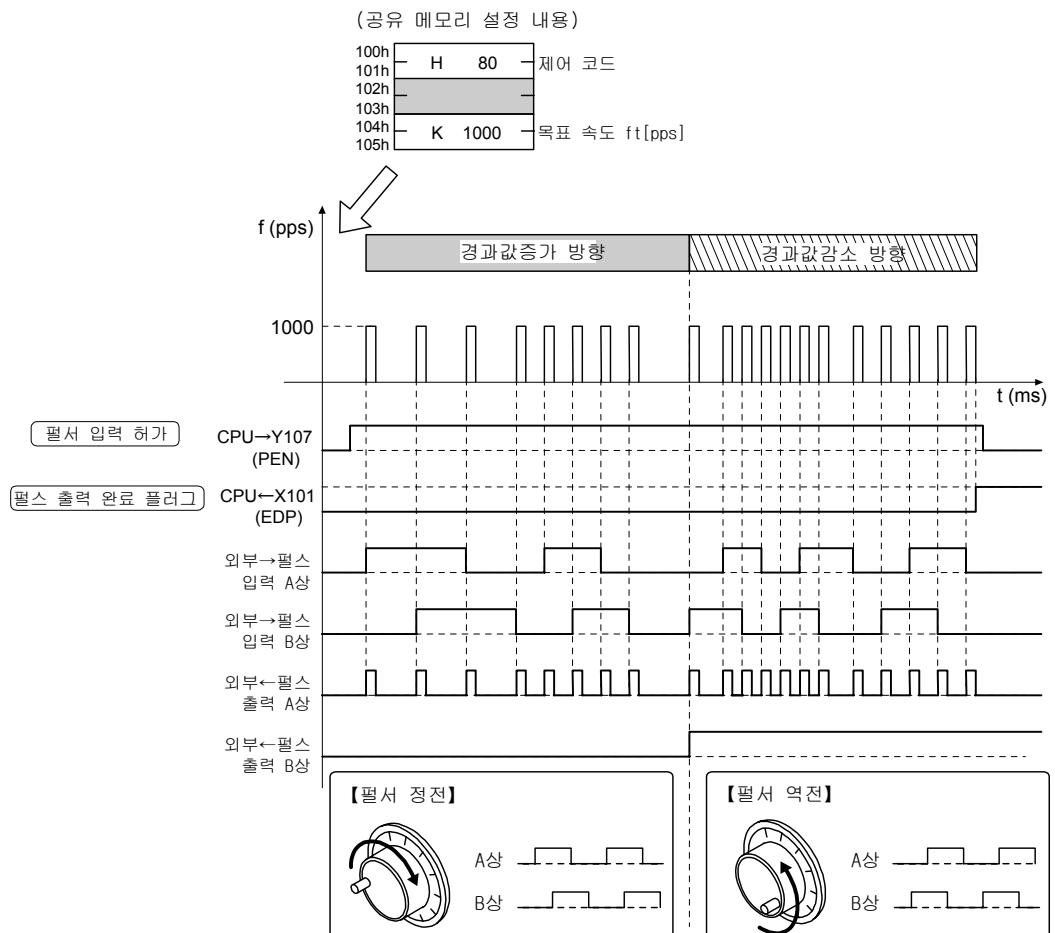 (공유 메모리 설정 내용)
100h
101h
102h
103h
104h
105h
H 80
제어 코드
K 1000
목표 속도 ft[pps]
f (pps)
경과값증가 방향
경과값감소 방향
1000
t (ms)
펄서 입력 허가
CPU→Y107
(PEN)
펄스 출력 완료 플러그
CPU←X101
(EDP)
외부→펄스
입력 A상
외부→펄스
입력 B상
외부←펄스
출력 A상
외부←펄스
출력 B상
【펄서 정전】
A상
B상
【펄서 역전】
A상
B상